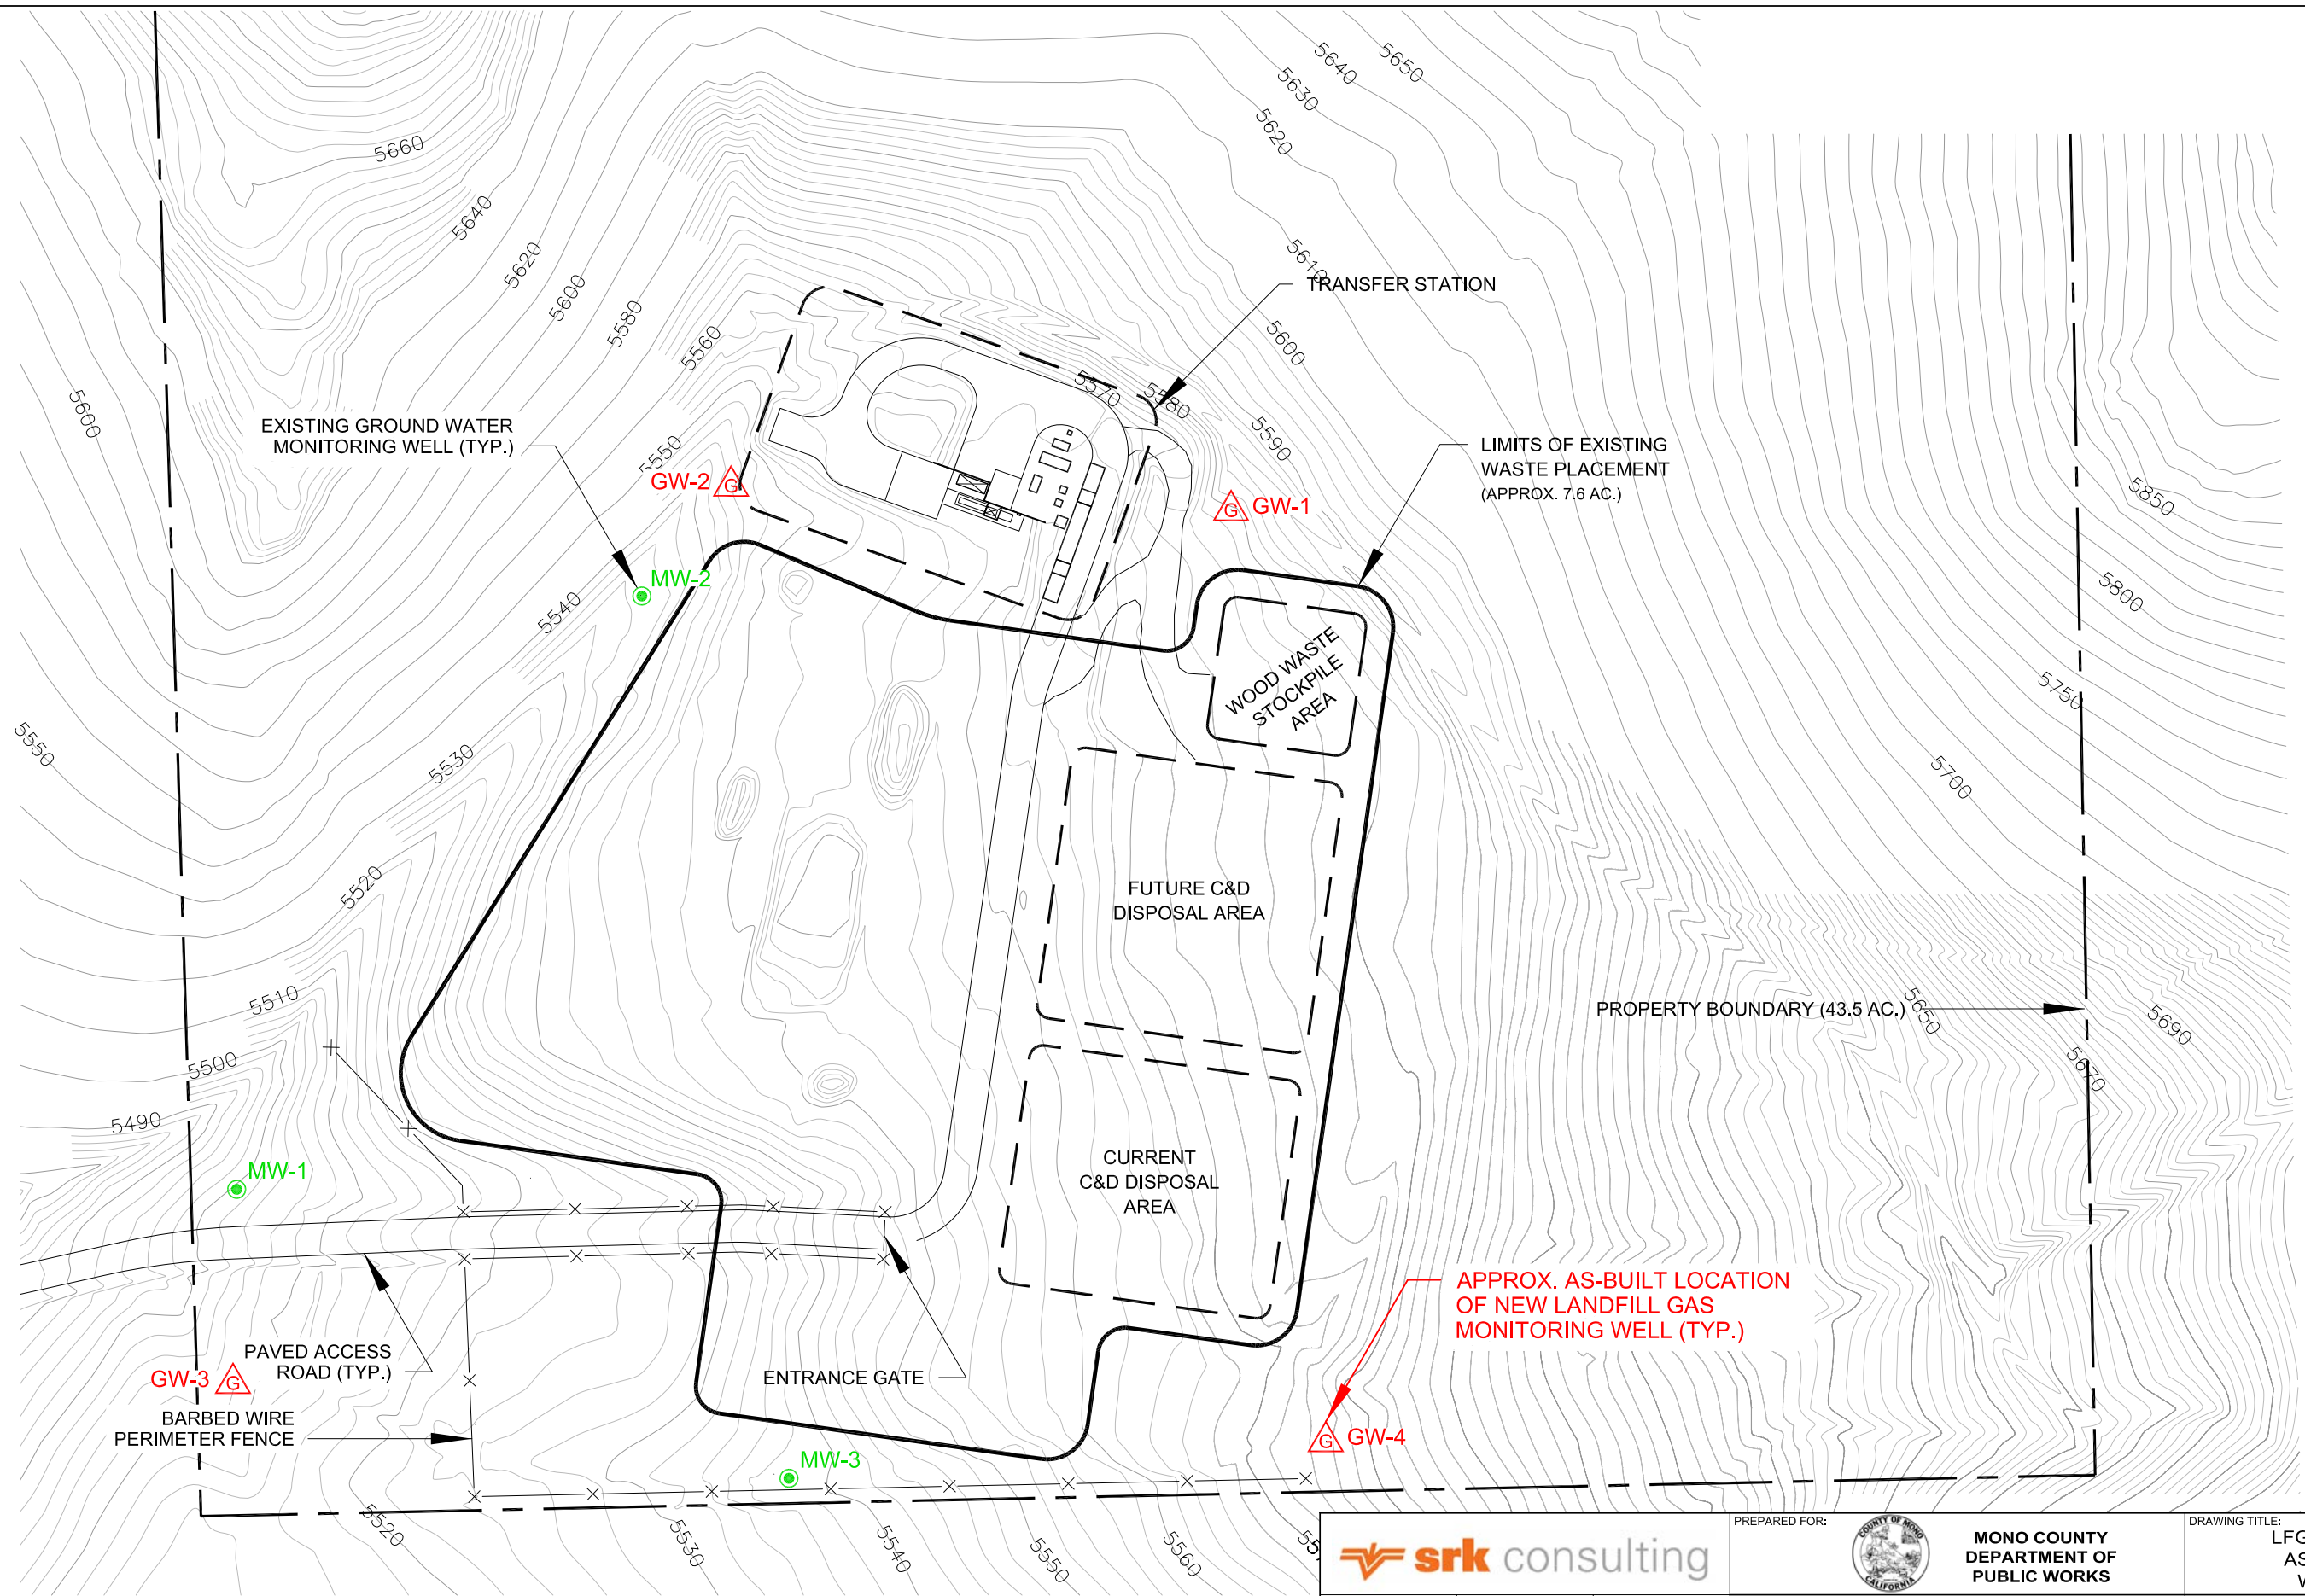 5640
5650
5630
5620
5660
5640
5620
5610
TRANSFER STATION
5600
5580
5560
5600
5570
5580
5600
EXISTING GROUND WATER
MONITORING WELL (TYP.)
5590
LIMITS OF EXISTING
WASTE PLACEMENT
(APPROX. 7.6 AC.)
5550
GW-2
G
G
GW-1
5850
MW-2
5540
5800
WOOD WASTE
STOCKPILE
AREA
5750
5550
5530
5700
5520
FUTURE C&D
DISPOSAL AREA
5510
PROPERTY BOUNDARY (43.5 AC.)
5650
5690
5500
5670
5490
MW-1
CURRENT
C&D DISPOSAL
AREA
APPROX. AS-BUILT LOCATION
OF NEW LANDFILL GAS
MONITORING WELL (TYP.)
PAVED ACCESS
ROAD (TYP.)
GW-3
G
ENTRANCE GATE
BARBED WIRE
PERIMETER FENCE
G
GW-4
MW-3
5520
5530
5540
5550
5560
srk consulting
PREPARED FOR:
COUNTY OF MONO
CALIFORNIA
MONO COUNTY
DEPARTMENT OF
PUBLIC WORKS
DRAWING TITLE:
LFG
AS